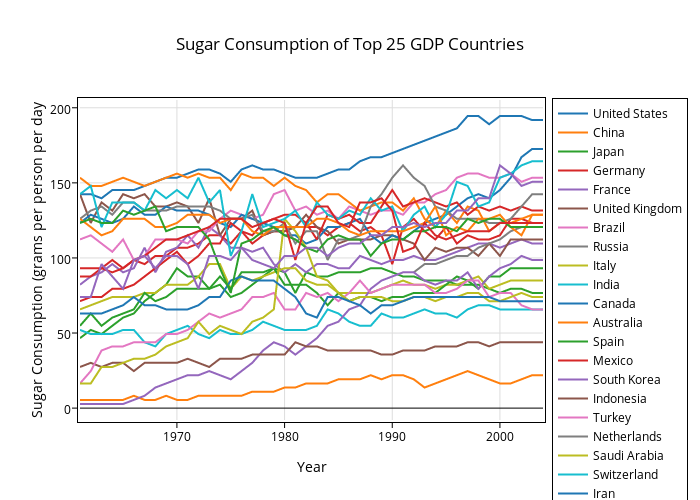 Sugar Consumption of Top 25 GDP Countries
Sugar Consumption (grams per person per day
200
150
100
50
0
1970
1980
1990
2000
Year
United States
China
Japan
Germany
France
United Kingdom
Brazil
Russia
Italy
India
Canada
Australia
Spain
Mexico
South Korea
Indonesia
Turkey
Netherlands
Saudi Arabia
Switzerland
Iran